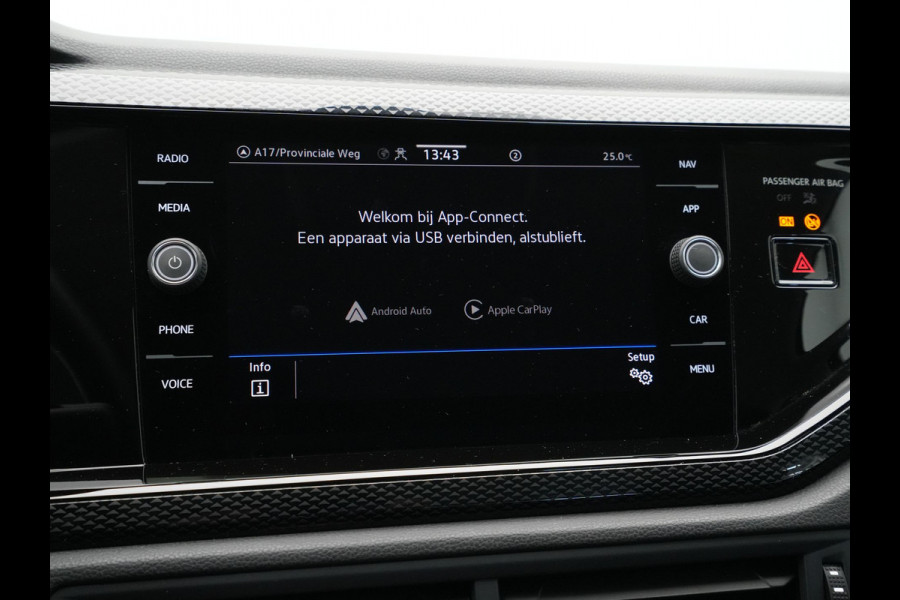 RADIO
MEDIA
PHONE
VOICE
A17/Provinciale Weg
13:43
2
25.0°C
Welkom bij App-Connect.
Een apparaat via USB verbinden, alstublieft.
Android Auto
Apple CarPlay
Info
Setup
NAV
APP
CAR
MENU
PASSENGER AIR BAG
OFF
ON